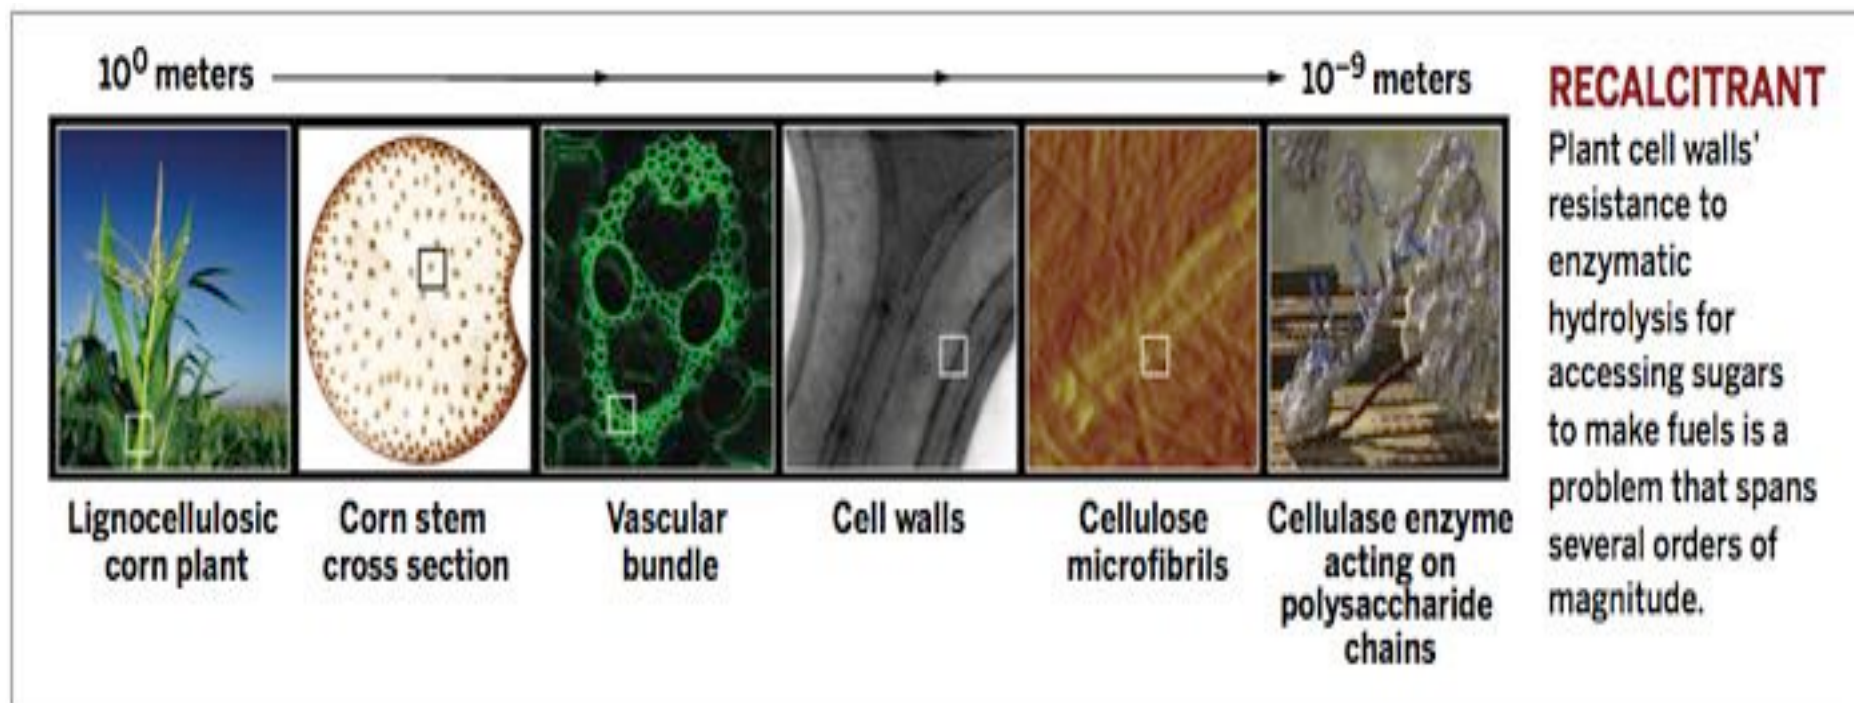 10⁰ meters
10⁻⁹ meters
Lignocellulosic
corn plant
Corn stem
cross section
Vascular
bundle
Cell walls
Cellulose
microfibrils
Cellulase enzyme
acting on
polysaccharide
chains
RECALCITRANT
Plant cell walls'
resistance to
enzymatic
hydrolysis for
accessing sugars
to make fuels is a
problem that spans
several orders of
magnitude.